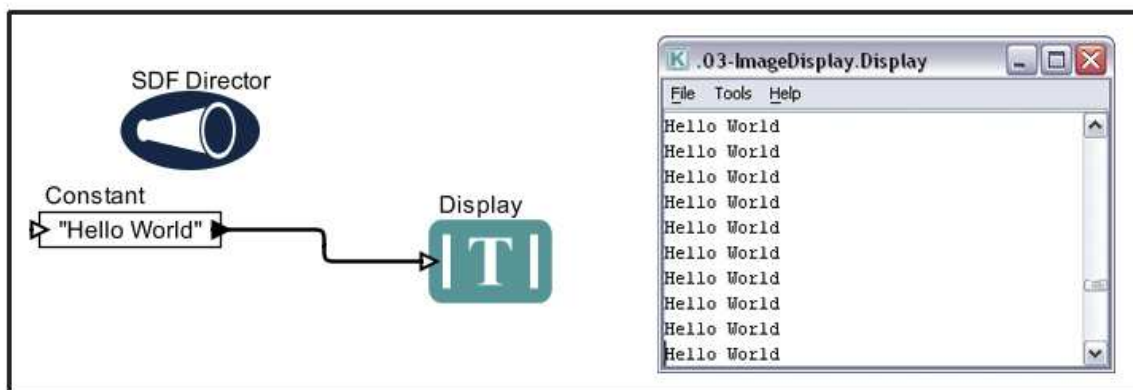 SDF Director
Constant
"Hello World"
Display
T
K .03-ImageDisplay.Display
File Tools Help
Hello World
Hello World
Hello World
Hello World
Hello World
Hello World
Hello World
Hello World
Hello World
Hello World